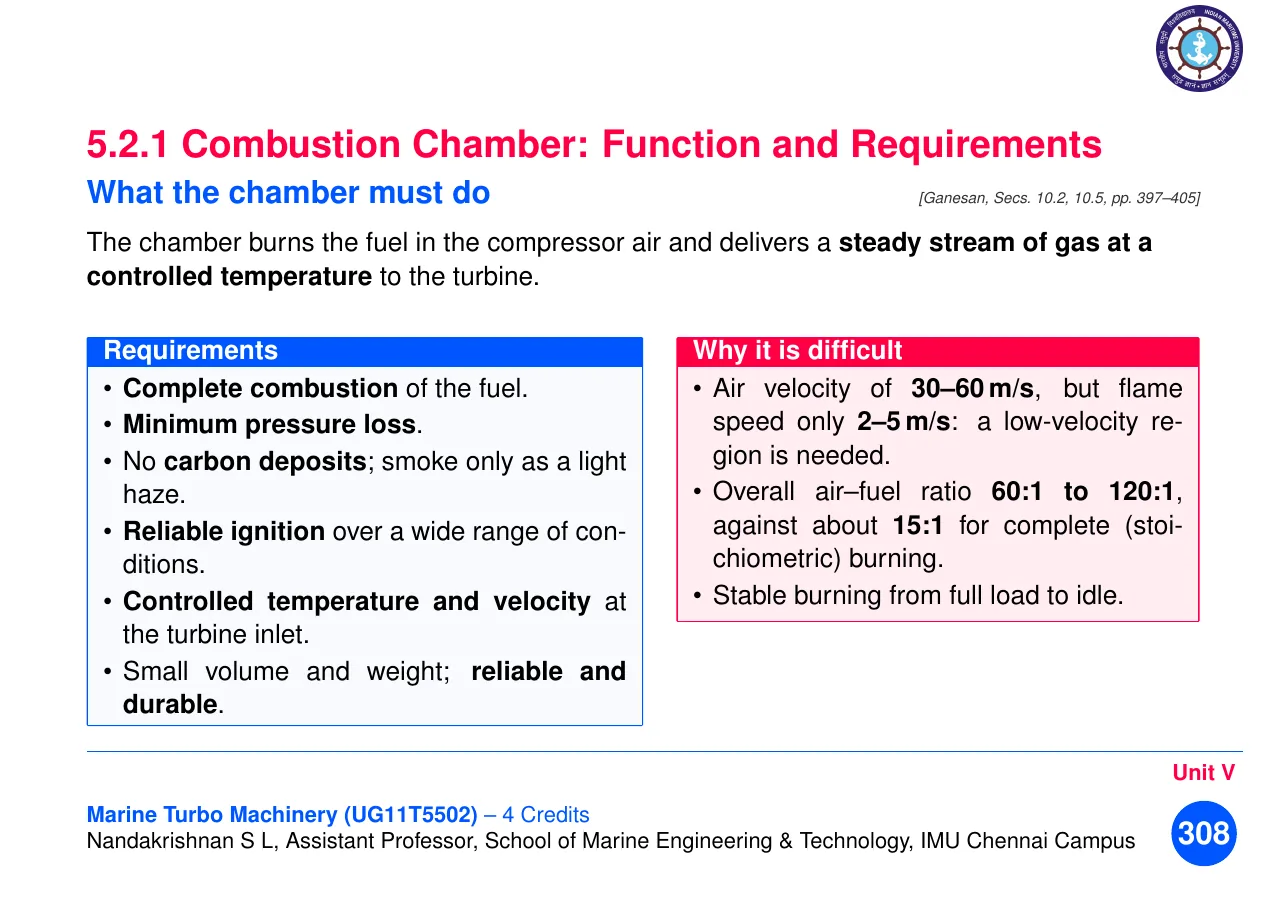 INDIAN MARITIME UNIVERSITY
5.2.1 Combustion Chamber: Function and Requirements
What the chamber must do
[Ganesan, Secs. 10.2, 10.5, pp. 397–405]
The chamber burns the fuel in the compressor air and delivers a steady stream of gas at a
controlled temperature to the turbine.
Requirements
• Complete combustion of the fuel.
• Minimum pressure loss.
• No carbon deposits; smoke only as a light
haze.
• Reliable ignition over a wide range of con-
ditions.
• Controlled temperature and velocity at
the turbine inlet.
• Small volume and weight; reliable and
durable.
Why it is difficult
• Air velocity of 30–60 m/s, but flame
speed only 2–5 m/s: a low-velocity re-
gion is needed.
• Overall air–fuel ratio 60:1 to 120:1,
against about 15:1 for complete (stoi-
chiometric) burning.
• Stable burning from full load to idle.
Unit V
Marine Turbo Machinery (UG11T5502) – 4 Credits
Nandakrishnan S L, Assistant Professor, School of Marine Engineering & Technology, IMU Chennai Campus
308